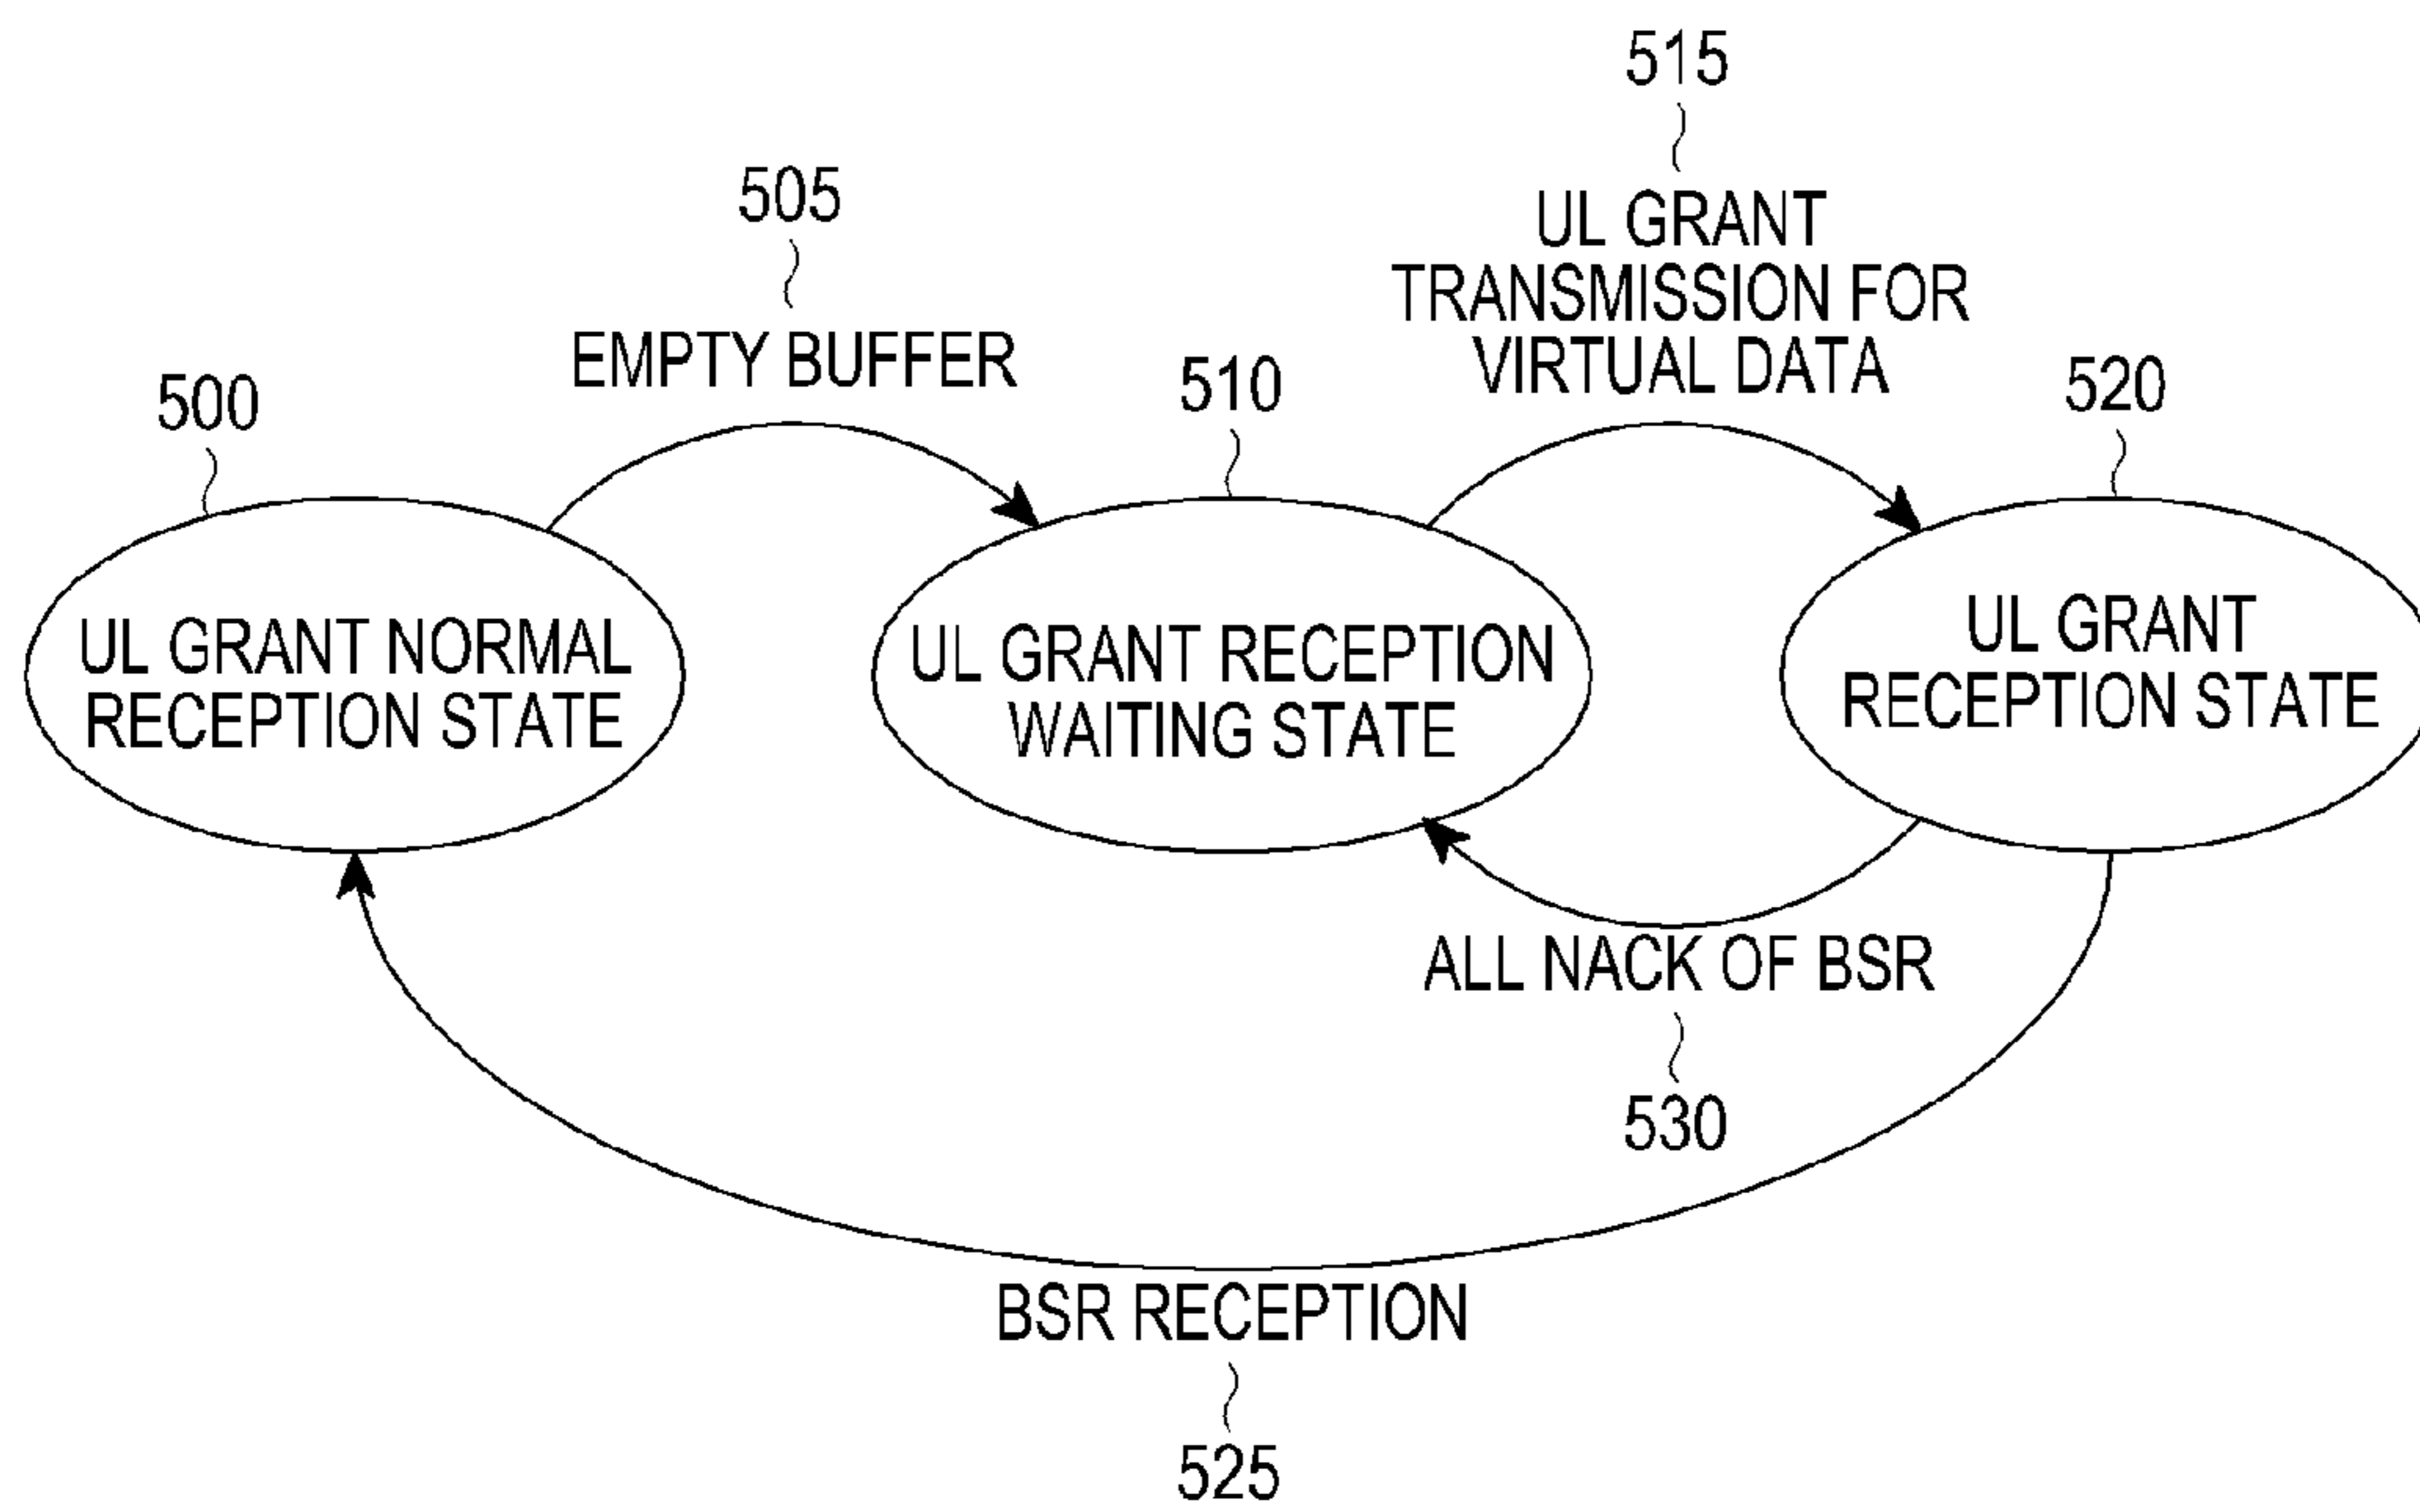 515
505
UL GRANT
TRANSMISSION FOR
VIRTUAL DATA
EMPTY BUFFER
500
510
520
UL GRANT NORMAL
RECEPTION STATE
UL GRANT RECEPTION
WAITING STATE
UL GRANT
RECEPTION STATE
ALL NACK OF BSR
530
BSR RECEPTION
525